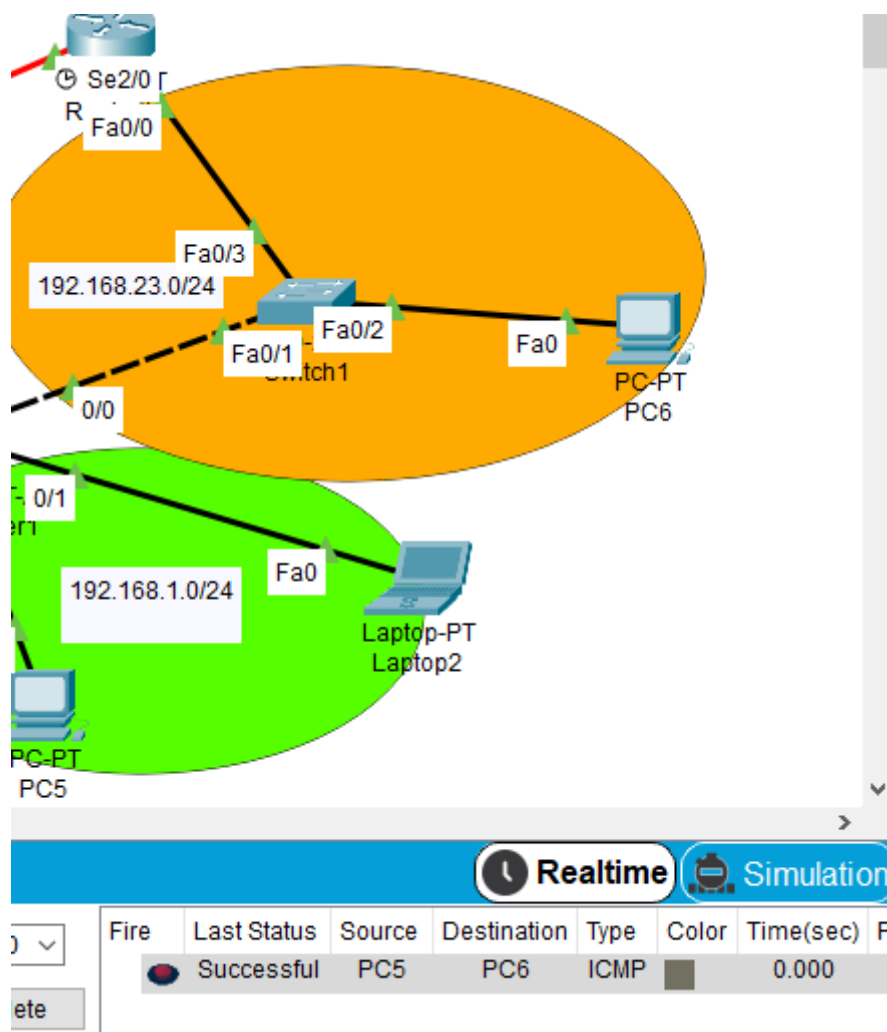 Se2/0
R
Fa0/0
Fa0/3
192.168.23.0/24
Fa0/2
Fa0/1
Fa0
Switch1
PC-PT
PC6
0/0
0/1
er1
Fa0
192.168.1.0/24
Laptop-PT
Laptop2
PC-PT
PC5
Realtime Simulation
Fire Last Status Source Destination Type Color Time(sec) F
Successful PC5 PC6 ICMP 0.000
ete